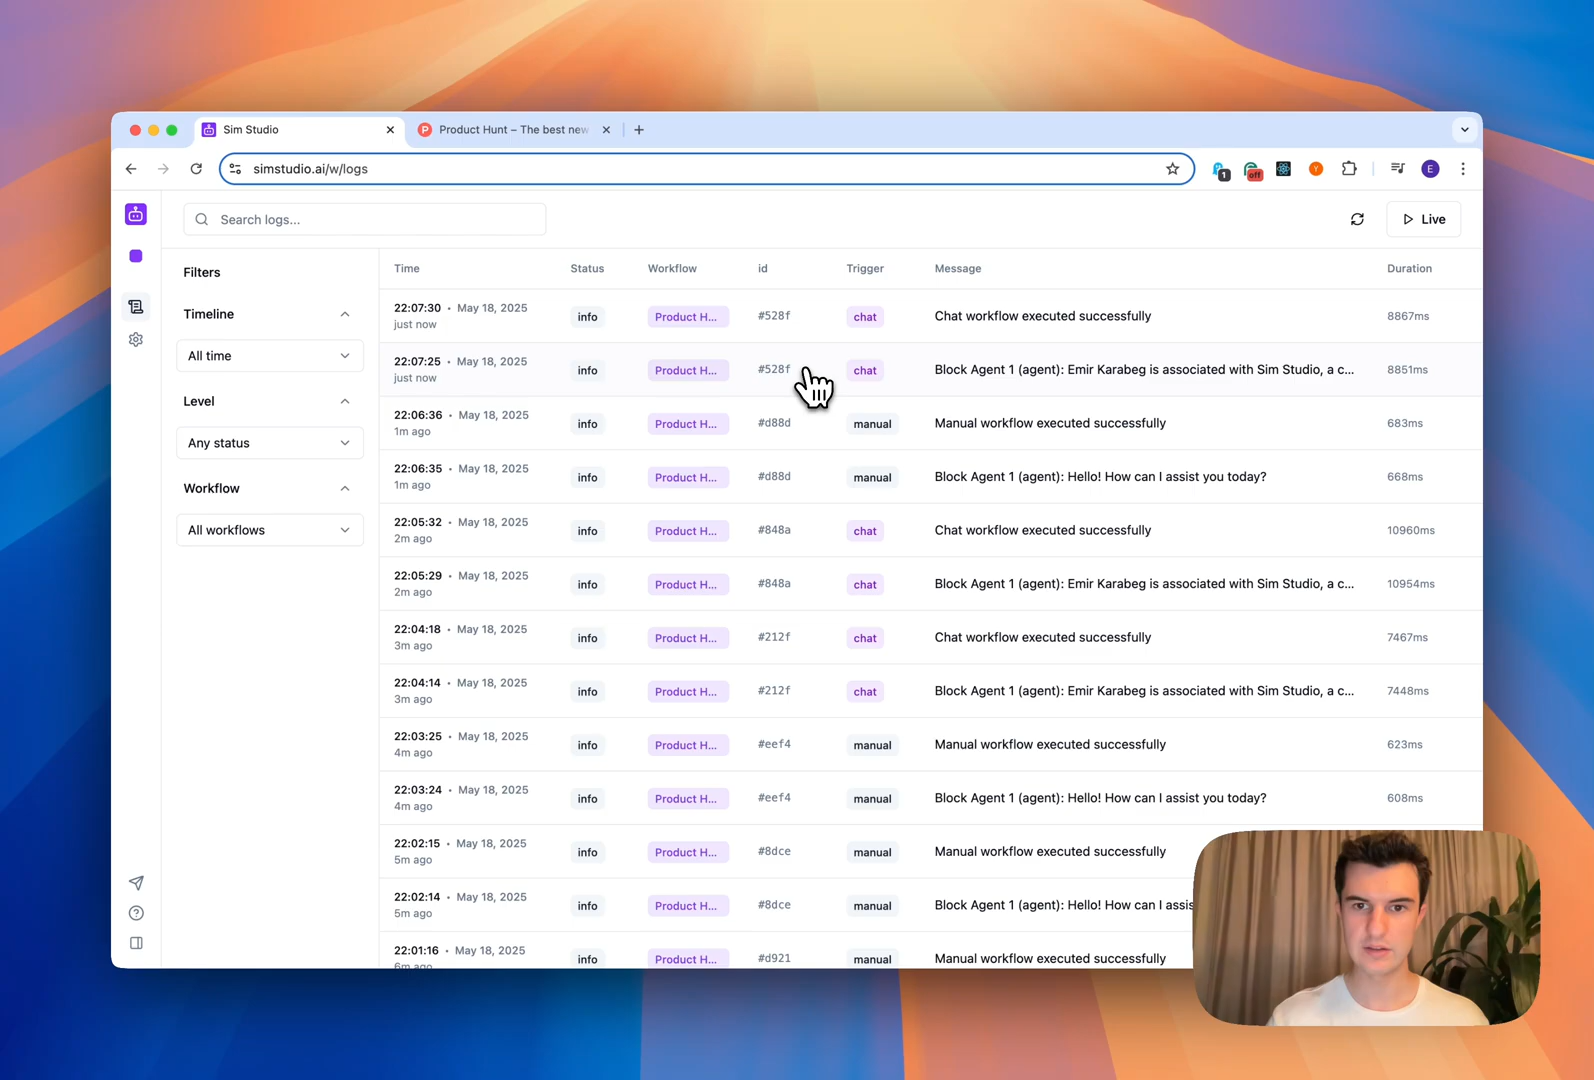 Sim Studio
Product Hunt – The best new
simstudio.ai/w/logs
1
off
Y
E
Search logs...
Live
Filters
Timeline
All time
Level
Any status
Workflow
All workflows
Time Status Workflow id Trigger Message Duration
22:07:30 • May 18, 2025
just now
info Product H... #528f chat Chat workflow executed successfully 8867ms
22:07:25 • May 18, 2025
just now
info Product H... #528f chat Block Agent 1 (agent): Emir Karabeg is associated with Sim Studio, a c... 8851ms
22:06:36 • May 18, 2025
1m ago
info Product H... #d88d manual Manual workflow executed successfully 683ms
22:06:35 • May 18, 2025
1m ago
info Product H... #d88d manual Block Agent 1 (agent): Hello! How can I assist you today? 668ms
22:05:32 • May 18, 2025
2m ago
info Product H... #848a chat Chat workflow executed successfully 10960ms
22:05:29 • May 18, 2025
2m ago
info Product H... #848a chat Block Agent 1 (agent): Emir Karabeg is associated with Sim Studio, a c... 10954ms
22:04:18 • May 18, 2025
3m ago
info Product H... #212f chat Chat workflow executed successfully 7467ms
22:04:14 • May 18, 2025
3m ago
info Product H... #212f chat Block Agent 1 (agent): Emir Karabeg is associated with Sim Studio, a c... 7448ms
22:03:25 • May 18, 2025
4m ago
info Product H... #eef4 manual Manual workflow executed successfully 623ms
22:03:24 • May 18, 2025
4m ago
info Product H... #eef4 manual Block Agent 1 (agent): Hello! How can I assist you today? 608ms
22:02:15 • May 18, 2025
5m ago
info Product H... #8dce manual Manual workflow executed successfully
22:02:14 • May 18, 2025
5m ago
info Product H... #8dce manual Block Agent 1 (agent): Hello! How can I assis
22:01:16 • May 18, 2025
6m ago
info Product H... #d921 manual Manual workflow executed successfully